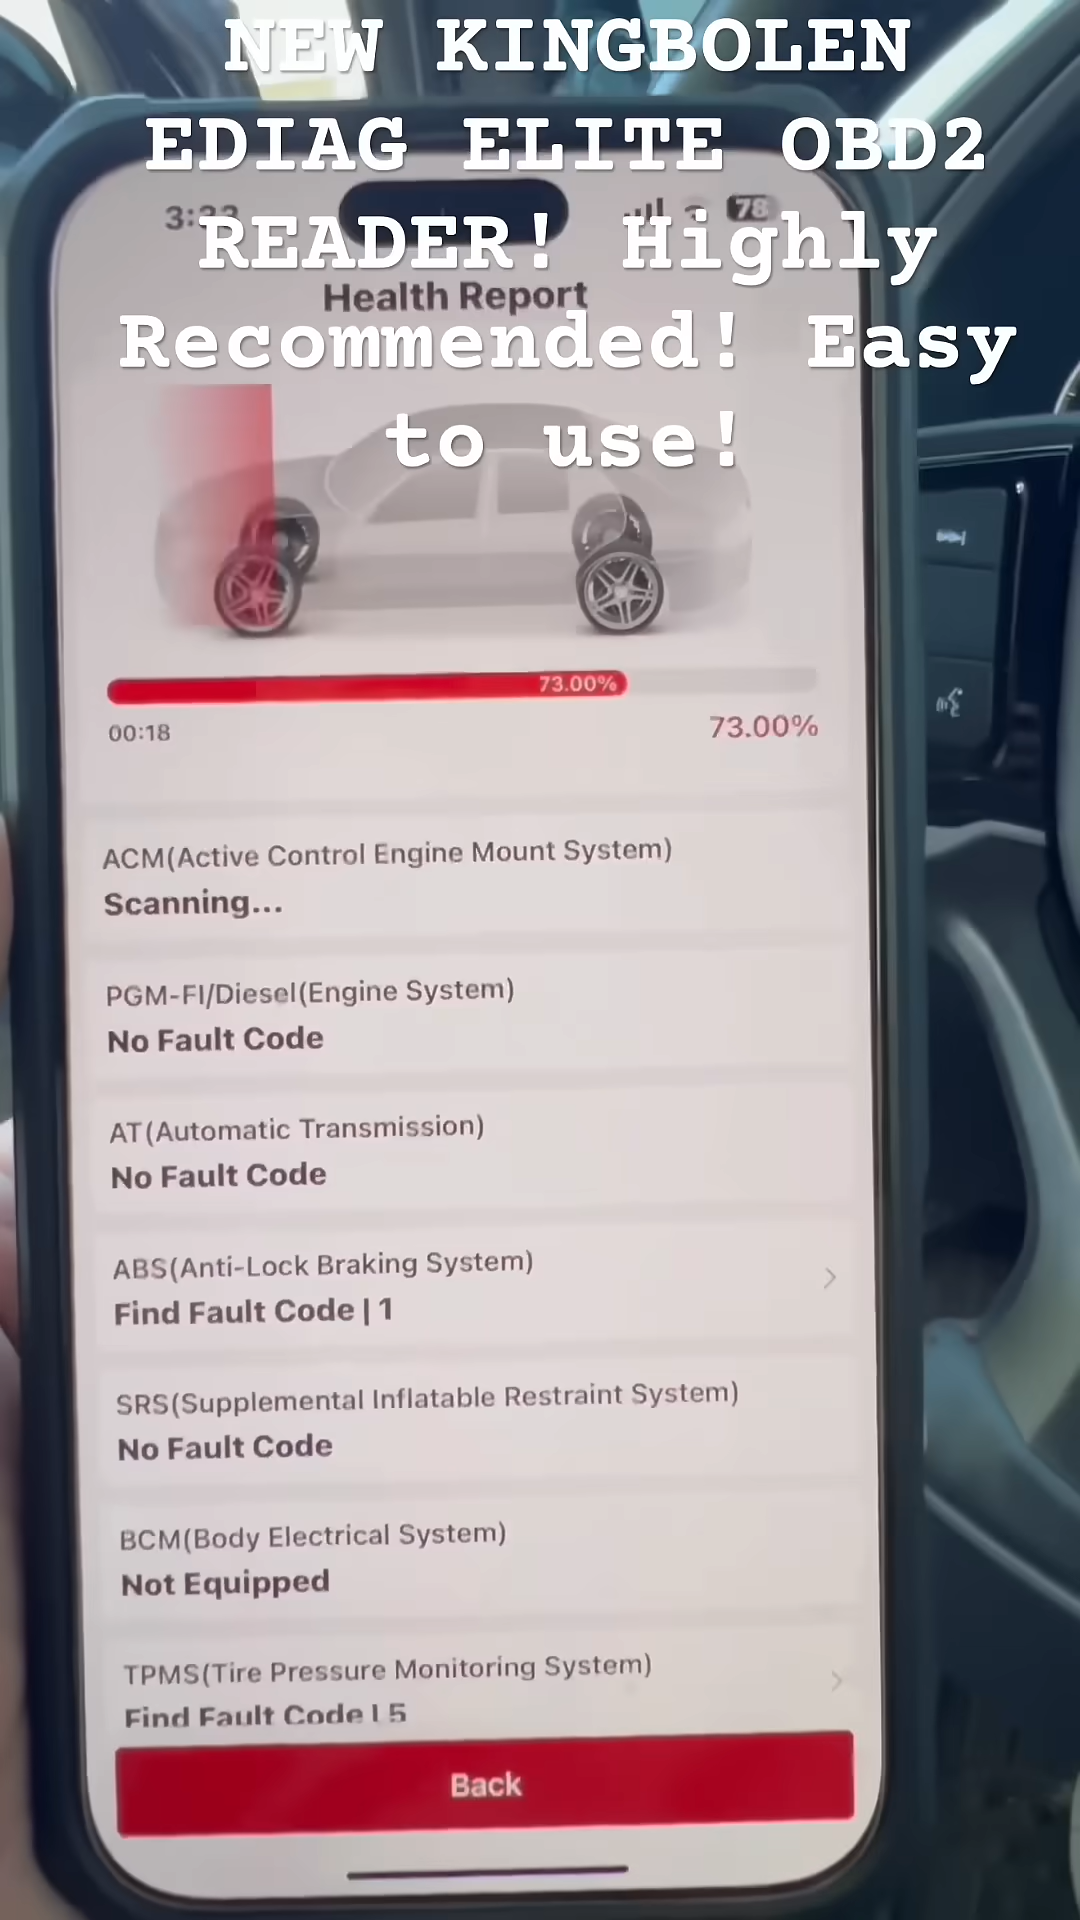 NEW KINGBOLEN
EDIAG ELITE OBD2
READER! Highly
Recommended! Easy
to use!
78
Health Report
73.00%
00:18
73.00%
ACM(Active Control Engine Mount System)
Scanning...
PGM-FI/Diesel(Engine System)
No Fault Code
AT(Automatic Transmission)
No Fault Code
ABS(Anti-Lock Braking System)
Find Fault Code | 1
SRS(Supplemental Inflatable Restraint System)
No Fault Code
BCM(Body Electrical System)
Not Equipped
TPMS(Tire Pressure Monitoring System)
Find Fault Code | 5
Back